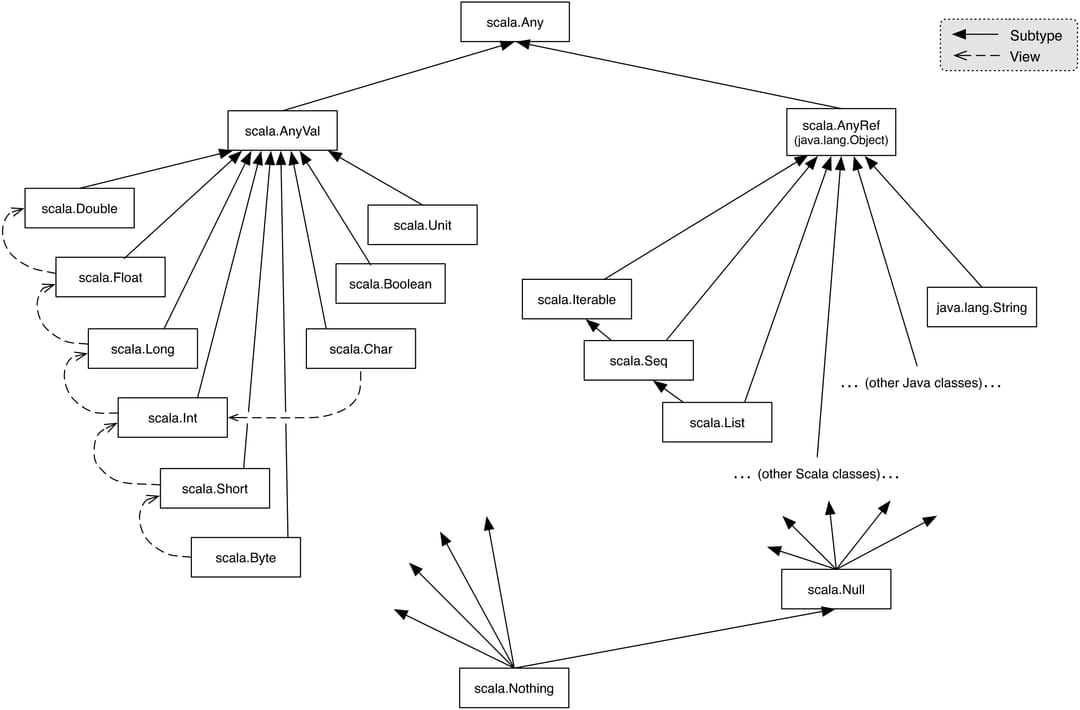 scala.Any
Subtype
View
scala.AnyVal
scala.AnyRef
(java.lang.Object)
scala.Double
scala.Unit
scala.Float
scala.Boolean
scala.Iterable
java.lang.String
scala.Long
scala.Char
scala.Seq
... (other Java classes)...
scala.Int
scala.List
... (other Scala classes)...
scala.Short
scala.Byte
scala.Null
scala.Nothing